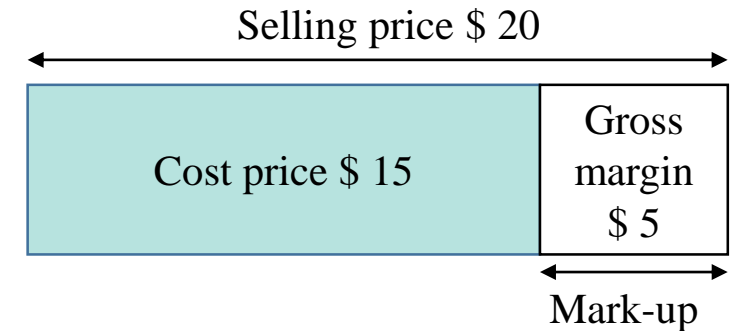 Selling price $ 20
Cost price $ 15
Gross
margin
$ 5
Mark-up